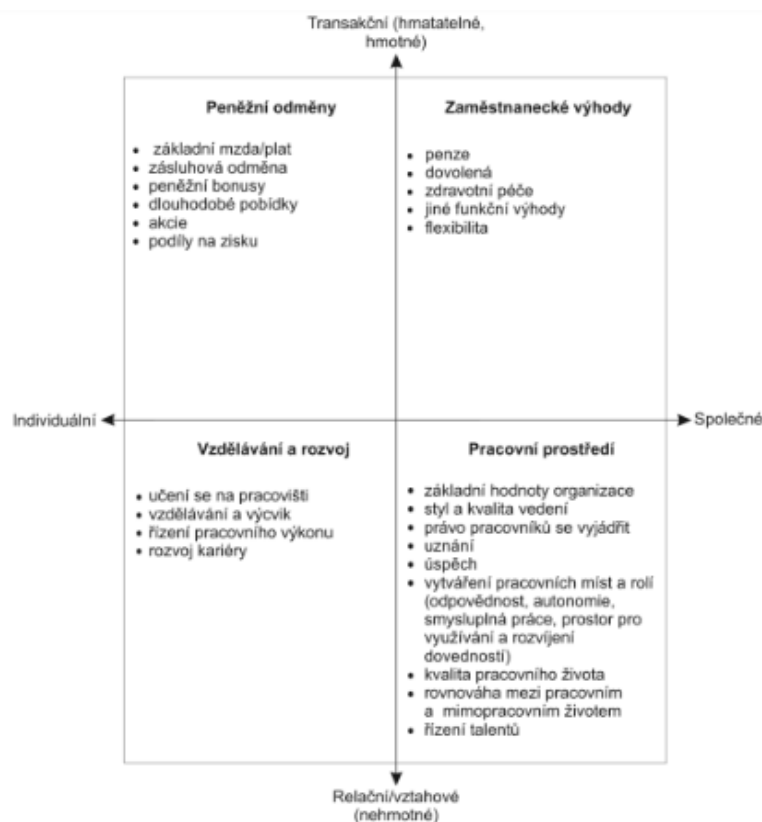 Transakční (hmatatelné,
hmotné)
Peněžní odměny
• základní mzda/plat
• zásluhová odměna
• peněžní bonusy
• dlouhodobé pobídky
• akcie
• podíly na zisku
Zaměstnanecké výhody
• penze
• dovolená
• zdravotní péče
• jiné funkční výhody
• flexibilita
Individuální
Společné
Vzdělávání a rozvoj
• učení se na pracovišti
• vzdělávání a výcvik
• řízení pracovního výkonu
• rozvoj kariéry
Pracovní prostředí
• základní hodnoty organizace
• styl a kvalita vedení
• právo pracovníků se vyjádřit
• uznání
• úspěch
• vytváření pracovních míst a rolí
(odpovědnost, autonomie,
smysluplná práce, prostor pro
využívání a rozvíjení
dovedností)
• kvalita pracovního života
• rovnováha mezi pracovním
a mimopracovním životem
• řízení talentů
Relační/vztahové
(nehmotné)